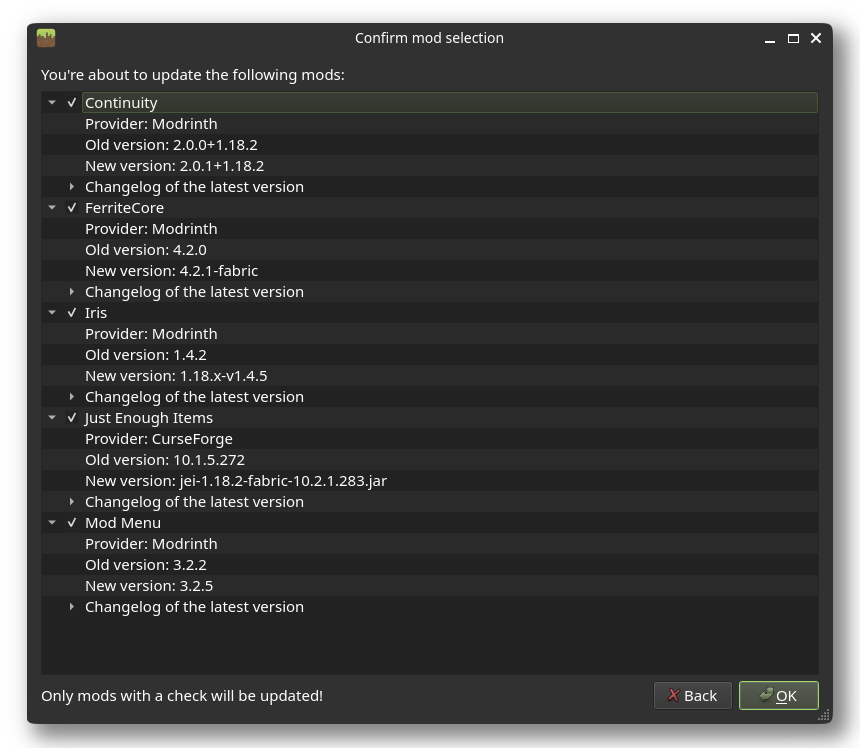 Confirm mod selection
You're about to update the following mods:
Continuity
Provider: Modrinth
Old version: 2.0.0+1.18.2
New version: 2.0.1+1.18.2
Changelog of the latest version
FerriteCore
Provider: Modrinth
Old version: 4.2.0
New version: 4.2.1-fabric
Changelog of the latest version
Iris
Provider: Modrinth
Old version: 1.4.2
New version: 1.18.x-v1.4.5
Changelog of the latest version
Just Enough Items
Provider: CurseForge
Old version: 10.1.5.272
New version: jei-1.18.2-fabric-10.2.1.283.jar
Changelog of the latest version
Mod Menu
Provider: Modrinth
Old version: 3.2.2
New version: 3.2.5
Changelog of the latest version
Only mods with a check will be updated!
Back
OK